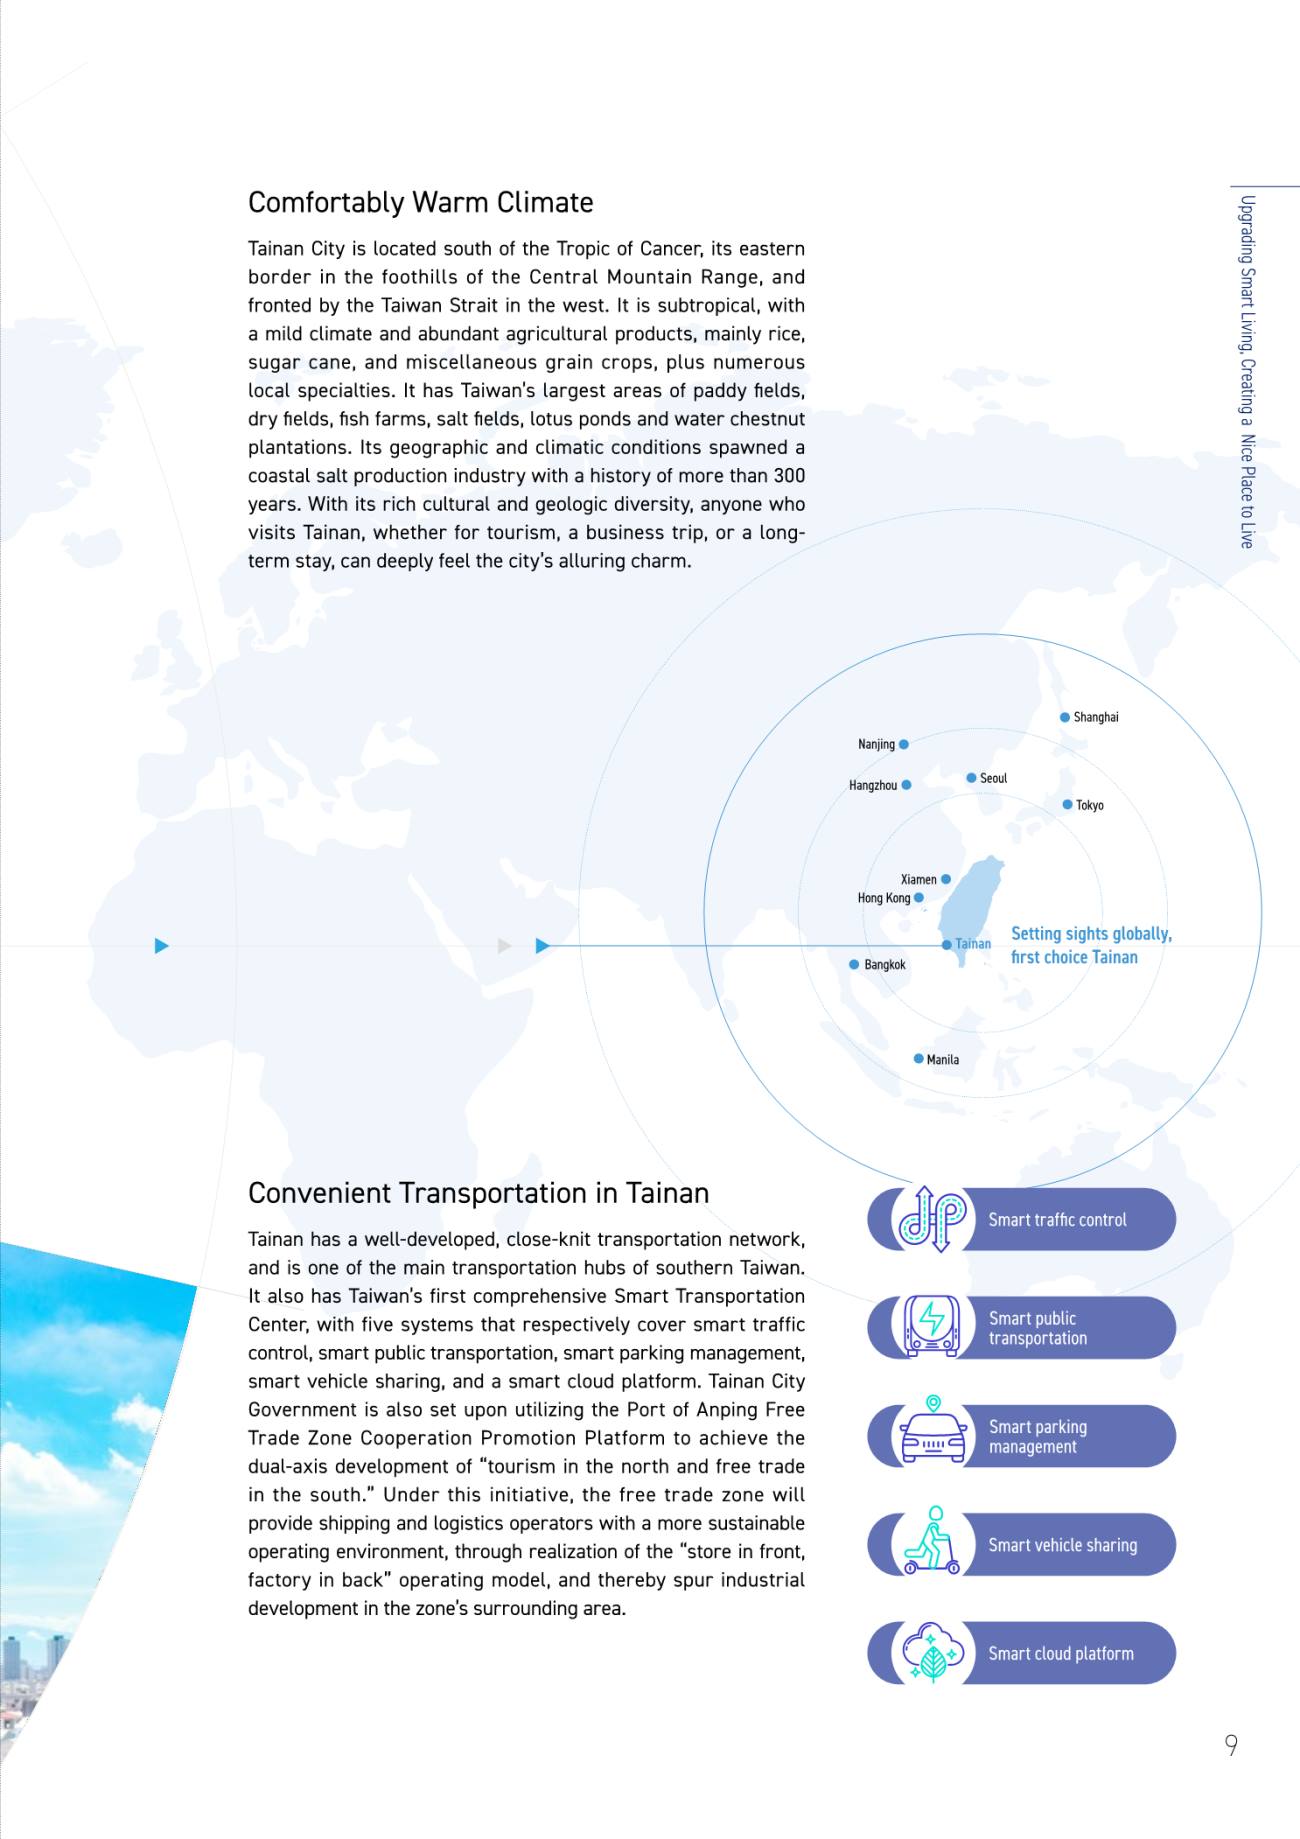 Comfortably Warm Climate
Tainan City is located south of the Tropic of Cancer, its eastern
border in the foothills of the Central Mountain Range, and
fronted by the Taiwan Strait in the west. It is subtropical, with
a mild climate and abundant agricultural products, mainly rice,
sugar cane, and miscellaneous grain crops, plus numerous
local specialties. It has Taiwan's largest areas of paddy fields,
dry fields, fish farms, salt fields, lotus ponds and water chestnut
plantations. Its geographic and climatic conditions spawned a
coastal salt production industry with a history of more than 300
years. With its rich cultural and geologic diversity, anyone who
visits Tainan, whether for tourism, a business trip, or a long-
term stay, can deeply feel the city's alluring charm.
Upgrading Smart Living, Creating a Nice Place to Live
Shanghai
Nanjing
Seoul
Hangzhou
Tokyo
Xiamen
Hong Kong
Tainan
Setting sights globally,
first choice Tainan
Bangkok
Manila
Convenient Transportation in Tainan
Tainan has a well-developed, close-knit transportation network,
and is one of the main transportation hubs of southern Taiwan.
It also has Taiwan's first comprehensive Smart Transportation
Center, with five systems that respectively cover smart traffic
control, smart public transportation, smart parking management,
smart vehicle sharing, and a smart cloud platform. Tainan City
Government is also set upon utilizing the Port of Anping Free
Trade Zone Cooperation Promotion Platform to achieve the
dual-axis development of “tourism in the north and free trade
in the south.” Under this initiative, the free trade zone will
provide shipping and logistics operators with a more sustainable
operating environment, through realization of the “store in front,
factory in back” operating model, and thereby spur industrial
development in the zone's surrounding area.
Smart traffic control
Smart public
transportation
Smart parking
management
Smart vehicle sharing
Smart cloud platform
9